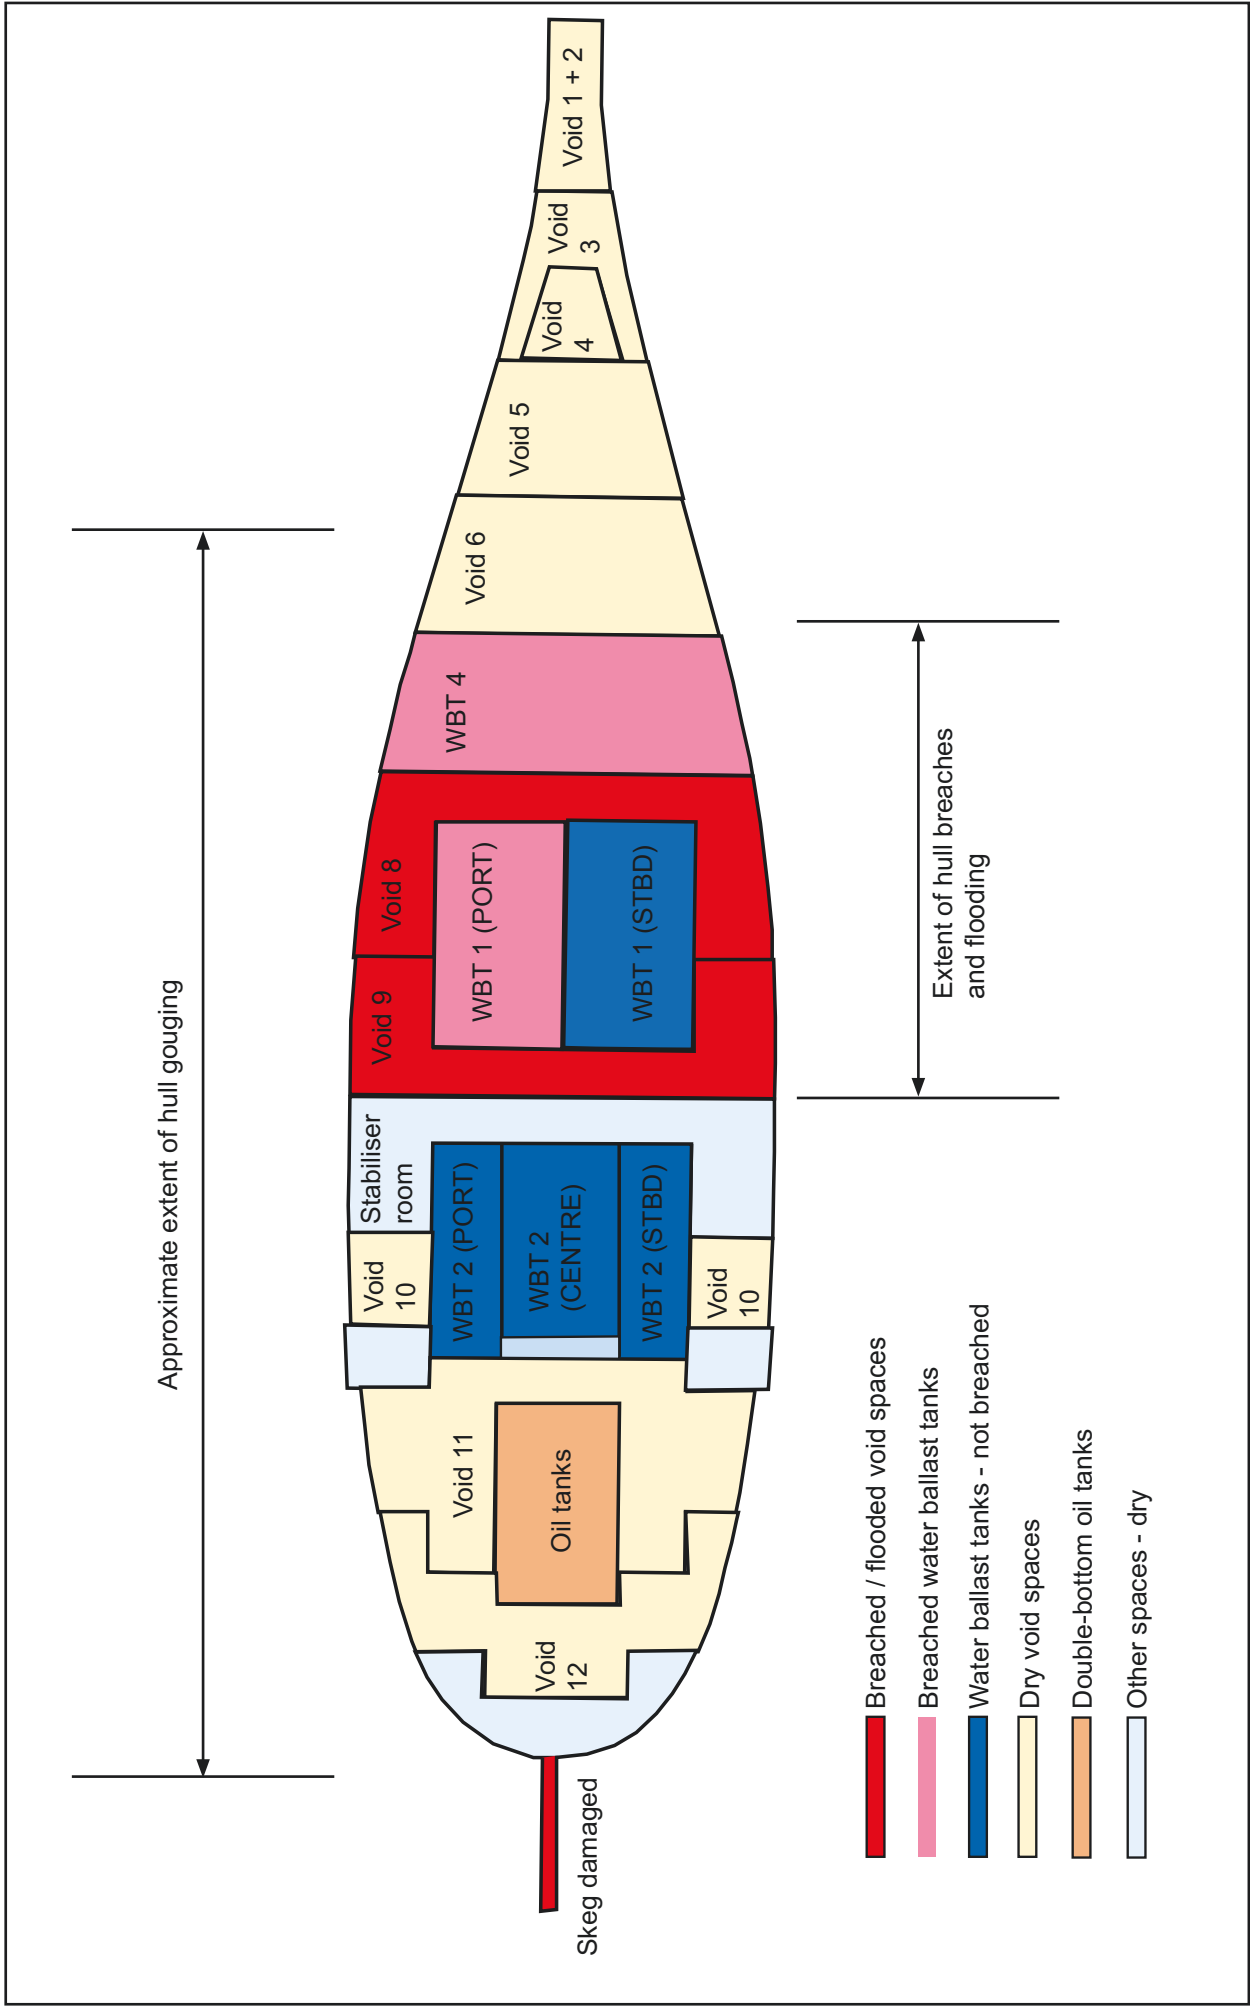 Approximate extent of hull gouging
Void 1 + 2
Void
3
Void
4
Void 5
Void 6
WBT 4
Void 8
Void 9
WBT 1 (PORT)
WBT 1 (STBD)
Stabiliser
room
WBT 2 (PORT)
WBT 2
(CENTRE)
WBT 2 (STBD)
Void
10
Void
10
Void 11
Oil tanks
Void
12
Skeg damaged
Extent of hull breaches
and flooding
Breached / flooded void spaces
Breached water ballast tanks
Water ballast tanks - not breached
Dry void spaces
Double-bottom oil tanks
Other spaces - dry